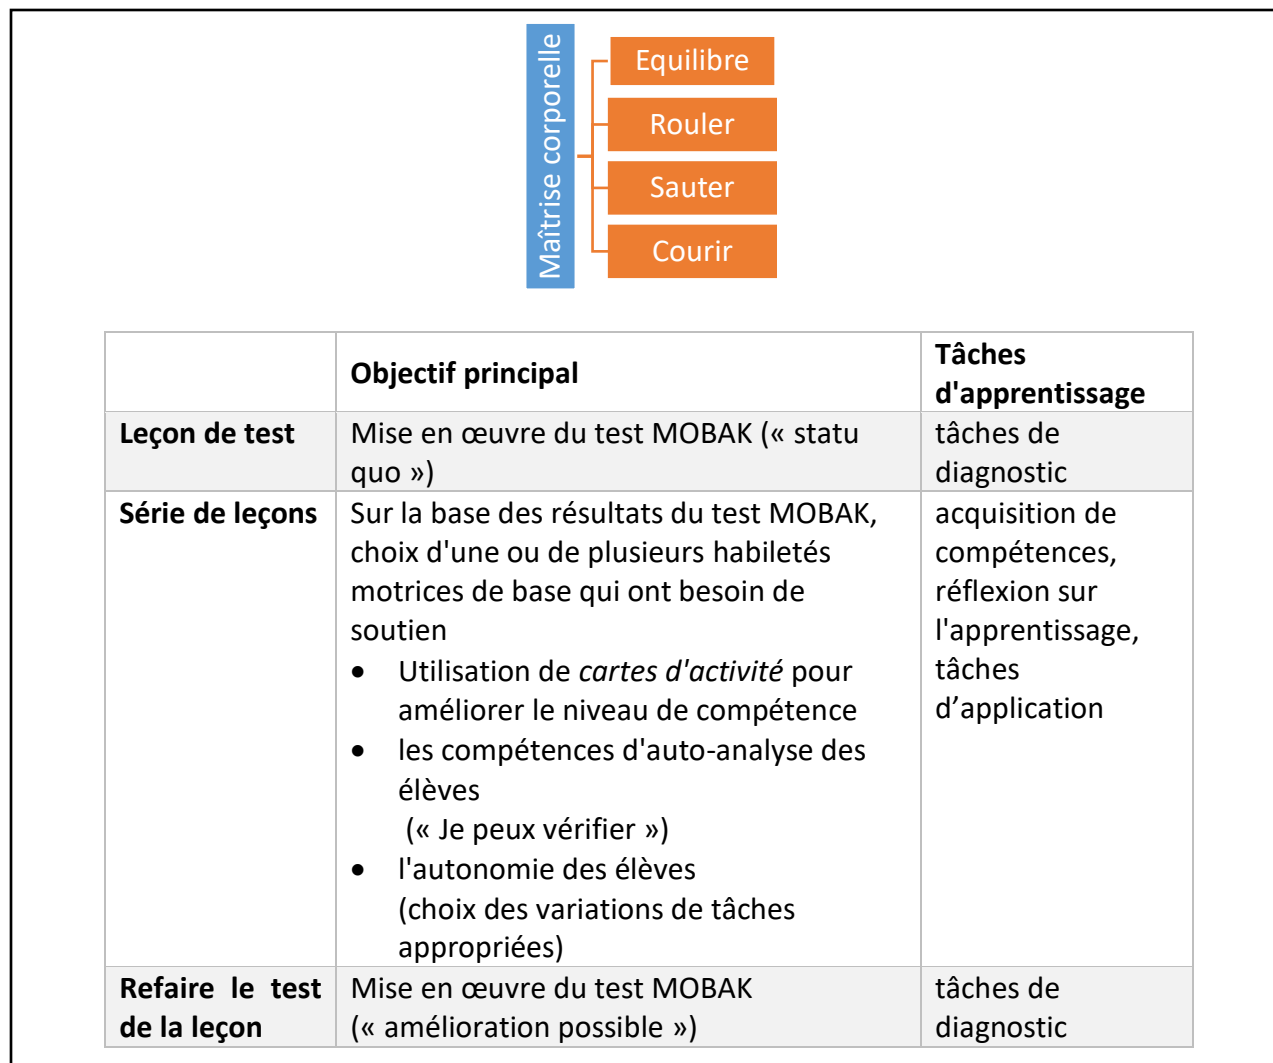 Maîtrise corporelle
Equilibre
Rouler
Sauter
Courir
Objectif principal
Tâches
d'apprentissage
Leçon de test
Mise en œuvre du test MOBAK (« statu
quo »)
tâches de
diagnostic
Série de leçons
Sur la base des résultats du test MOBAK,
choix d'une ou de plusieurs habiletés
motrices de base qui ont besoin de
soutien
• Utilisation de cartes d'activité pour
améliorer le niveau de compétence
• les compétences d'auto-analyse des
élèves
(« Je peux vérifier »)
• l'autonomie des élèves
(choix des variations de tâches
appropriées)
acquisition de
compétences,
réflexion sur
l'apprentissage,
tâches
d’application
Refaire le test
de la leçon
Mise en œuvre du test MOBAK
(« amélioration possible »)
tâches de
diagnostic